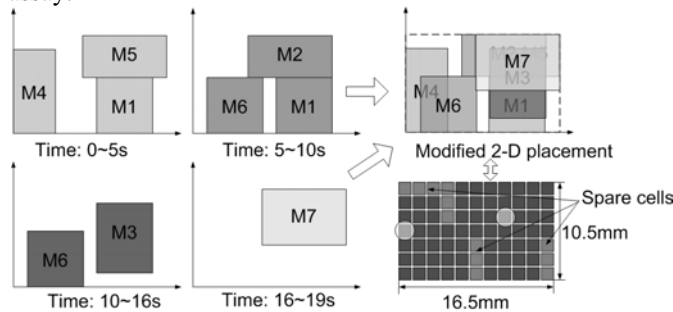 M4
M5
M1
Time: 0~5s
M2
M6
M1
Time: 5~10s
M7
M3
M4
M6
M1
Modified 2-D placement
M6
M3
Time: 10~16s
M7
Time: 16~19s
Spare cells
10.5mm
16.5mm